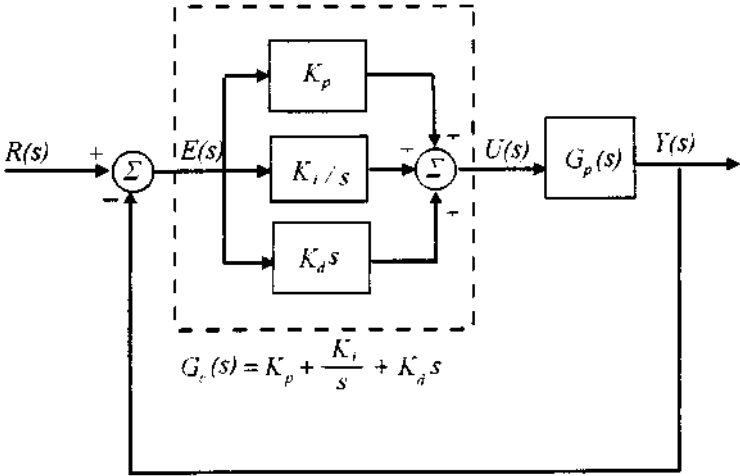 K_p
R(s)
+
Σ
−
E(s)
K_i / s
+
+
Σ
+
U(s)
G_p(s)
Y(s)
K_d s
G_c(s) = K_p + K_i / s + K_d s